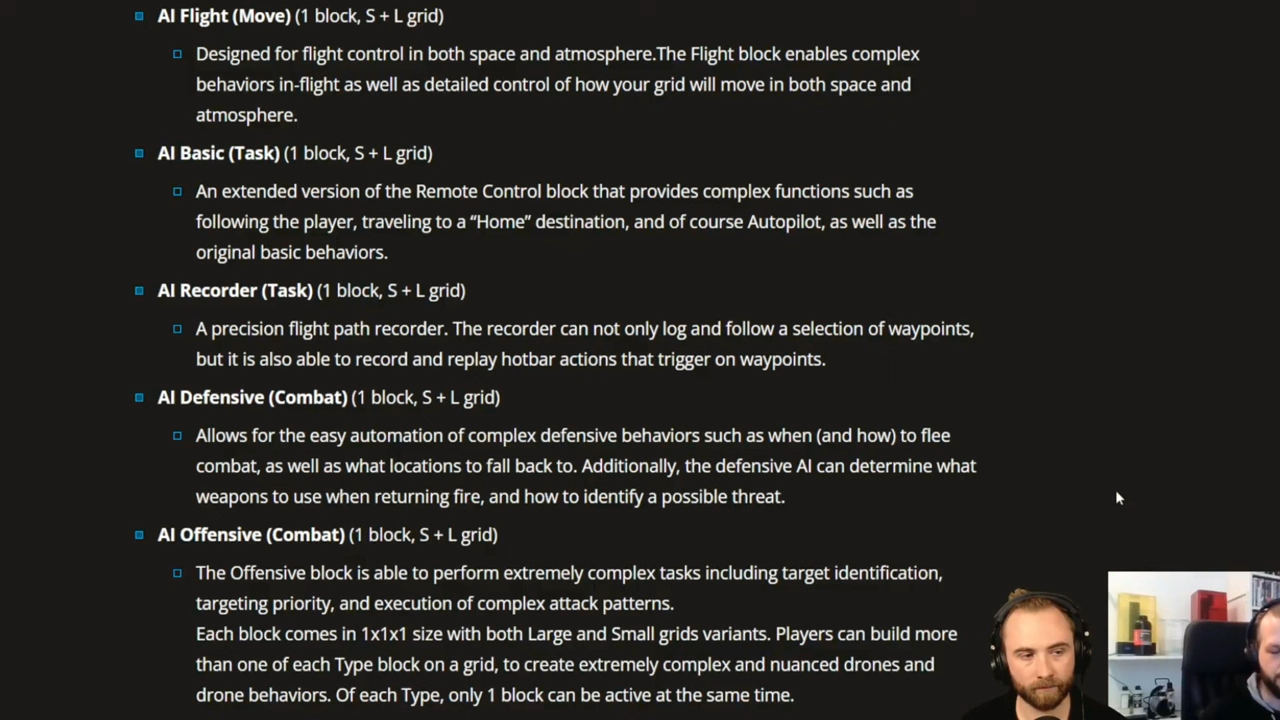 AI Flight (Move) (1 block, S + L grid)
Designed for flight control in both space and atmosphere.The Flight block enables complex
behaviors in-flight as well as detailed control of how your grid will move in both space and
atmosphere.
AI Basic (Task) (1 block, S + L grid)
An extended version of the Remote Control block that provides complex functions such as
following the player, traveling to a “Home” destination, and of course Autopilot, as well as the
original basic behaviors.
AI Recorder (Task) (1 block, S + L grid)
A precision flight path recorder. The recorder can not only log and follow a selection of waypoints,
but it is also able to record and replay hotbar actions that trigger on waypoints.
AI Defensive (Combat) (1 block, S + L grid)
Allows for the easy automation of complex defensive behaviors such as when (and how) to flee
combat, as well as what locations to fall back to. Additionally, the defensive AI can determine what
weapons to use when returning fire, and how to identify a possible threat.
AI Offensive (Combat) (1 block, S + L grid)
The Offensive block is able to perform extremely complex tasks including target identification,
targeting priority, and execution of complex attack patterns.
Each block comes in 1x1x1 size with both Large and Small grids variants. Players can build more
than one of each Type block on a grid, to create extremely complex and nuanced drones and
drone behaviors. Of each Type, only 1 block can be active at the same time.